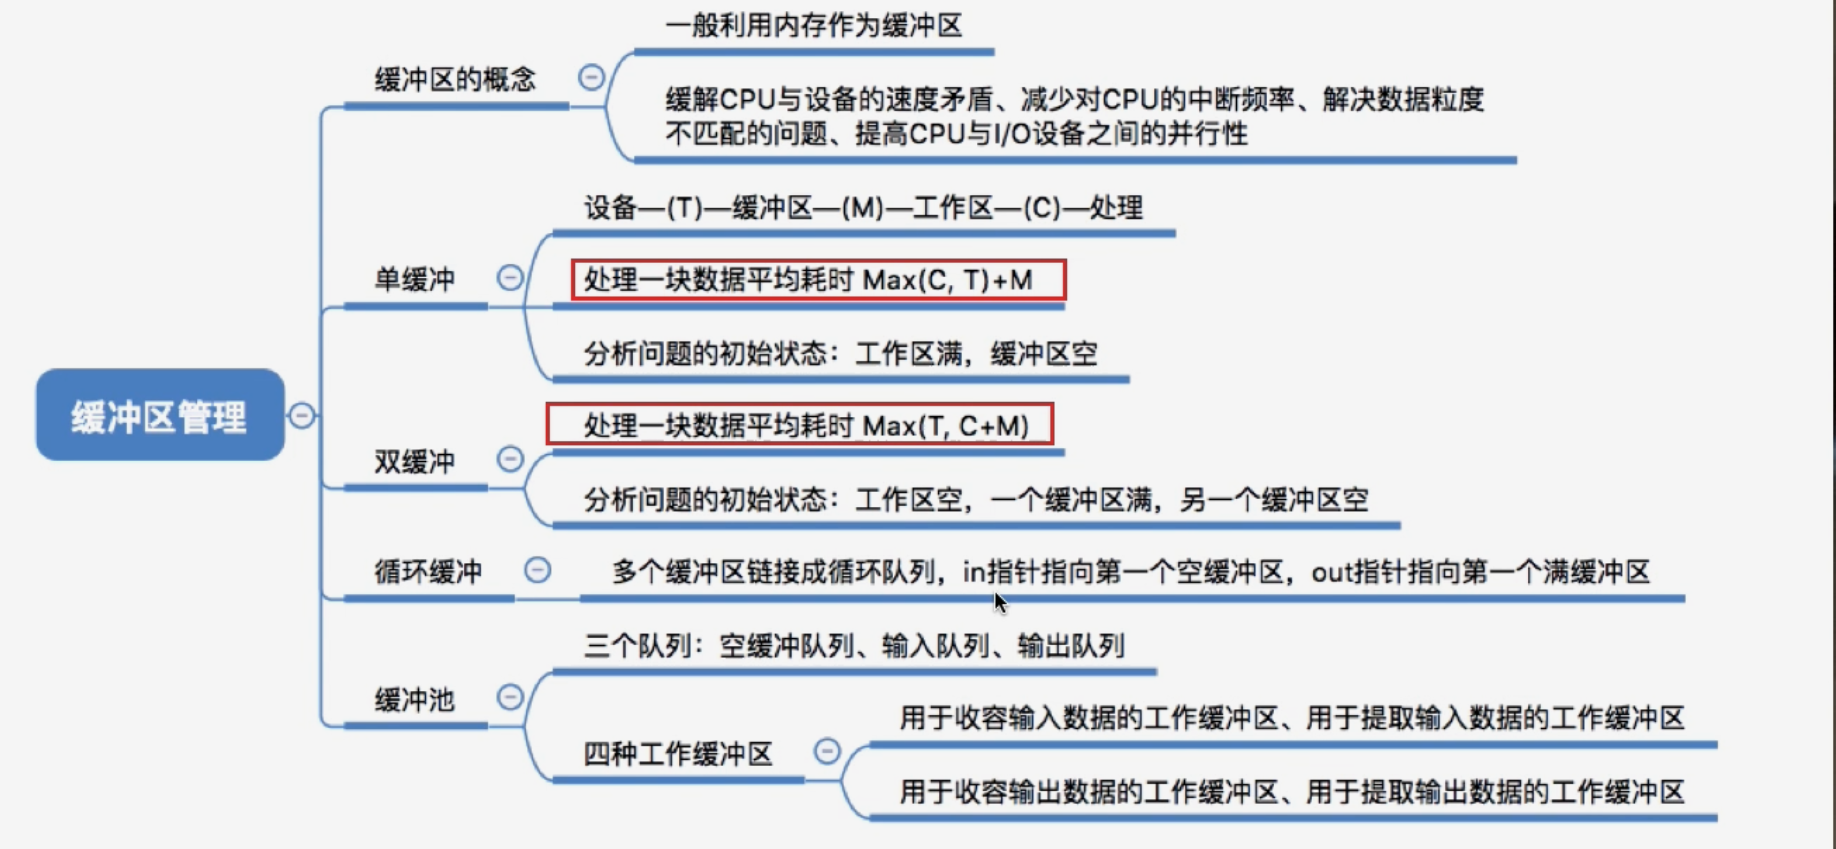 缓冲区管理
缓冲区的概念
一般利用内存作为缓冲区
缓解CPU与设备的速度矛盾、减少对CPU的中断频率、解决数据粒度
不匹配的问题、提高CPU与I/O设备之间的并行性
单缓冲
设备—(T)—缓冲区—(M)—工作区—(C)—处理
处理一块数据平均耗时 Max(C, T)+M
分析问题的初始状态：工作区满，缓冲区空
双缓冲
处理一块数据平均耗时 Max(T, C+M)
分析问题的初始状态：工作区空，一个缓冲区满，另一个缓冲区空
循环缓冲
多个缓冲区链接成循环队列，in指针指向第一个空缓冲区，out指针指向第一个满缓冲区
缓冲池
三个队列：空缓冲队列、输入队列、输出队列
四种工作缓冲区
用于收容输入数据的工作缓冲区、用于提取输入数据的工作缓冲区
用于收容输出数据的工作缓冲区、用于提取输出数据的工作缓冲区